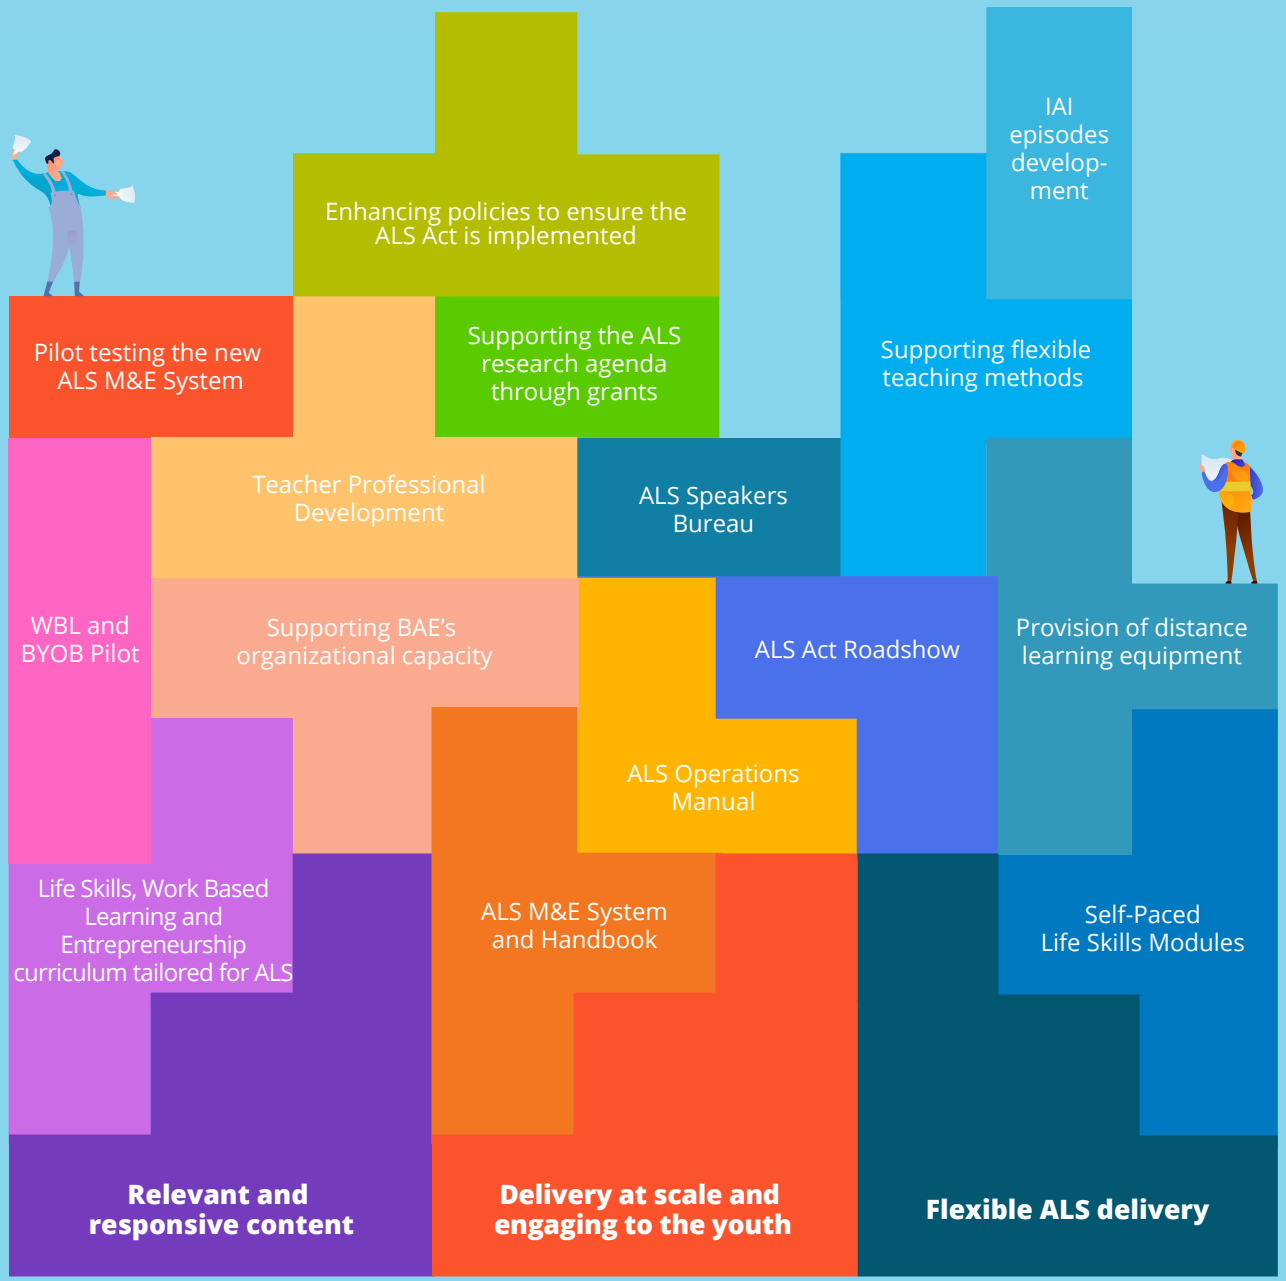 IAI
episodes
develop-
ment
Enhancing policies to ensure the
ALS Act is implemented
Pilot testing the new
ALS M&E System
Supporting the ALS
research agenda
through grants
Supporting flexible
teaching methods
Teacher Professional
Development
ALS Speakers
Bureau
WBL and
BYOB Pilot
Supporting BAE’s
organizational capacity
ALS Act Roadshow
Provision of distance
learning equipment
ALS Operations
Manual
Life Skills, Work Based
Learning and
Entrepreneurship
curriculum tailored for ALS
ALS M&E System
and Handbook
Self-Paced
Life Skills Modules
Relevant and
responsive content
Delivery at scale and
engaging to the youth
Flexible ALS delivery